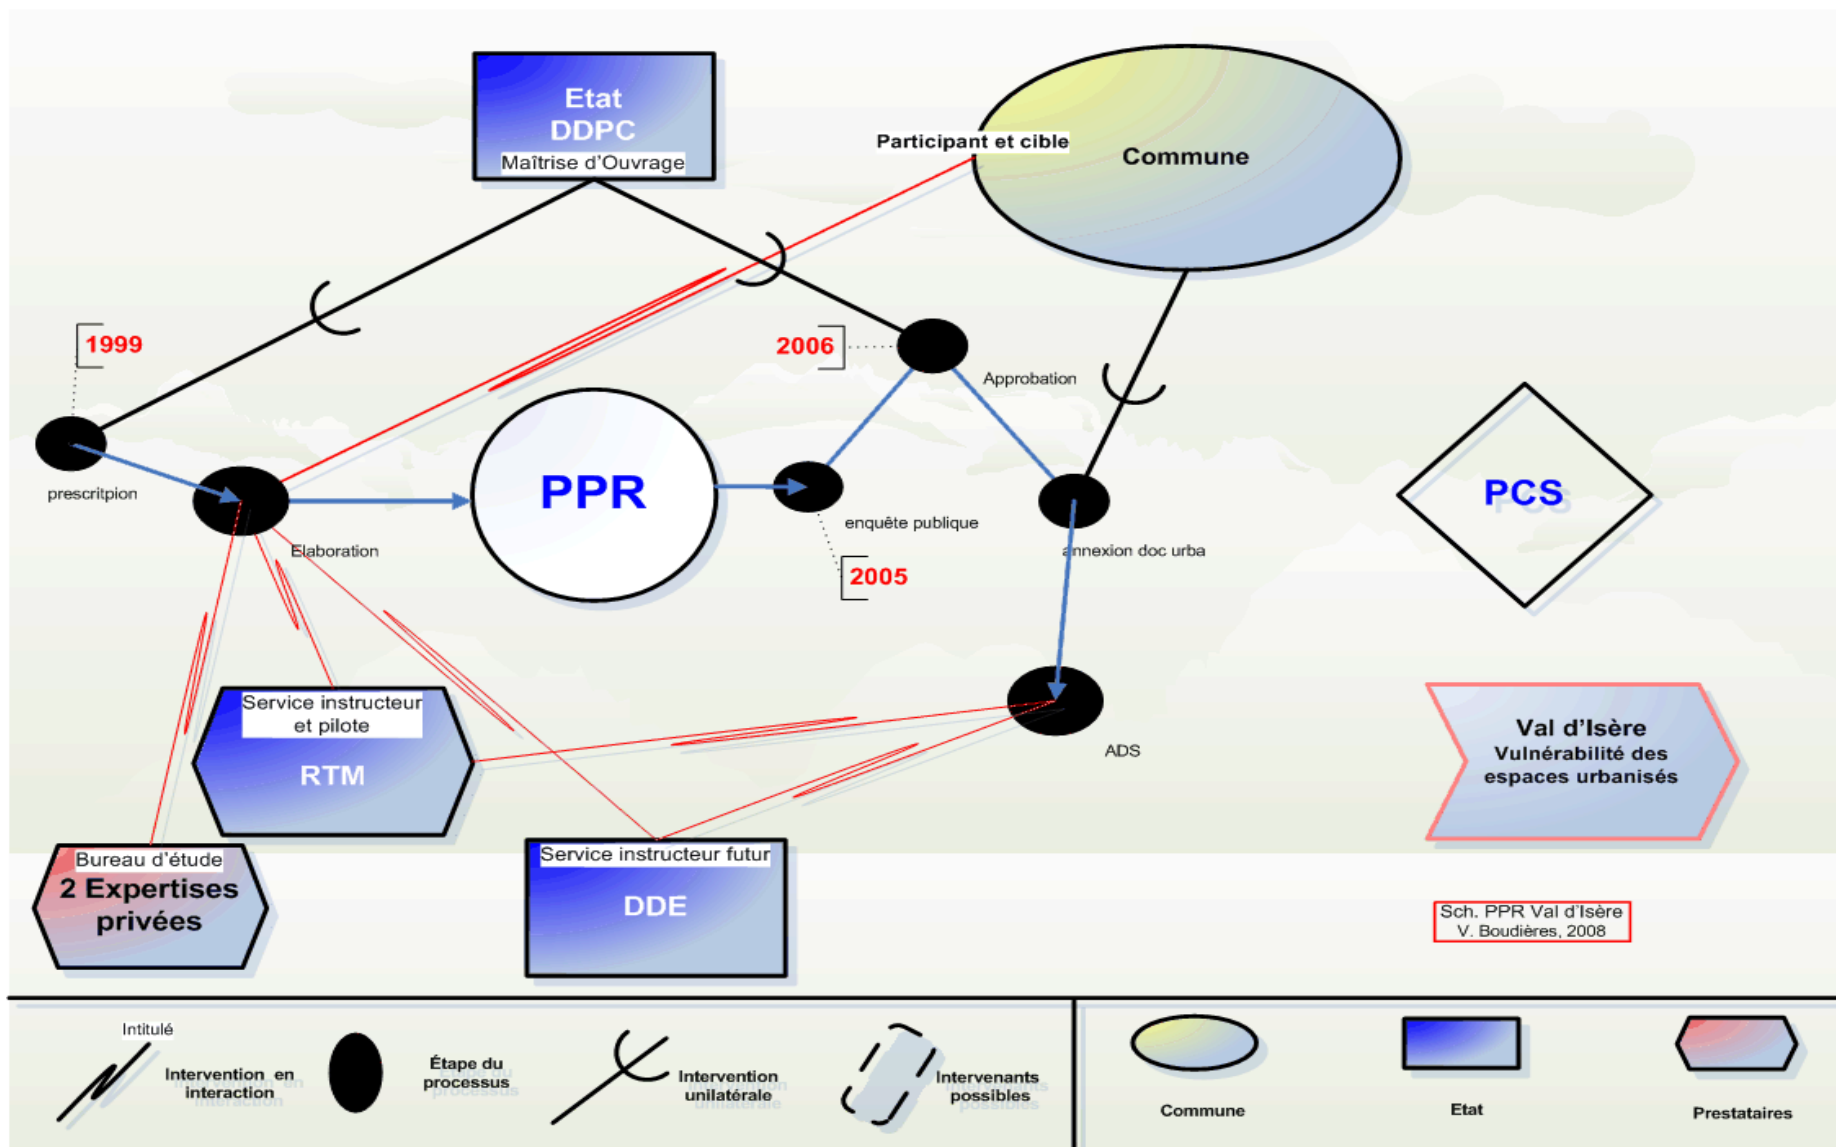 Etat
DDPC
Maîtrise d'Ouvrage
Participant et cible
Commune
1999
2006
Approbation
prescritpion
PPR
PCS
enquête publique
Elaboration
annexion doc urba
2005
Service instructeur
et pilote
RTM
ADS
Val d'Isère
Vulnérabilité des
espaces urbanisés
Bureau d'étude
2 Expertises
privées
Service instructeur futur
DDE
Sch. PPR Val d'Isère
V. Boudières, 2008
Intitulé
Intervention en
interaction
Étape du
processus
Intervention
unilatérale
Intervenants
possibles
Commune
Etat
Prestataires